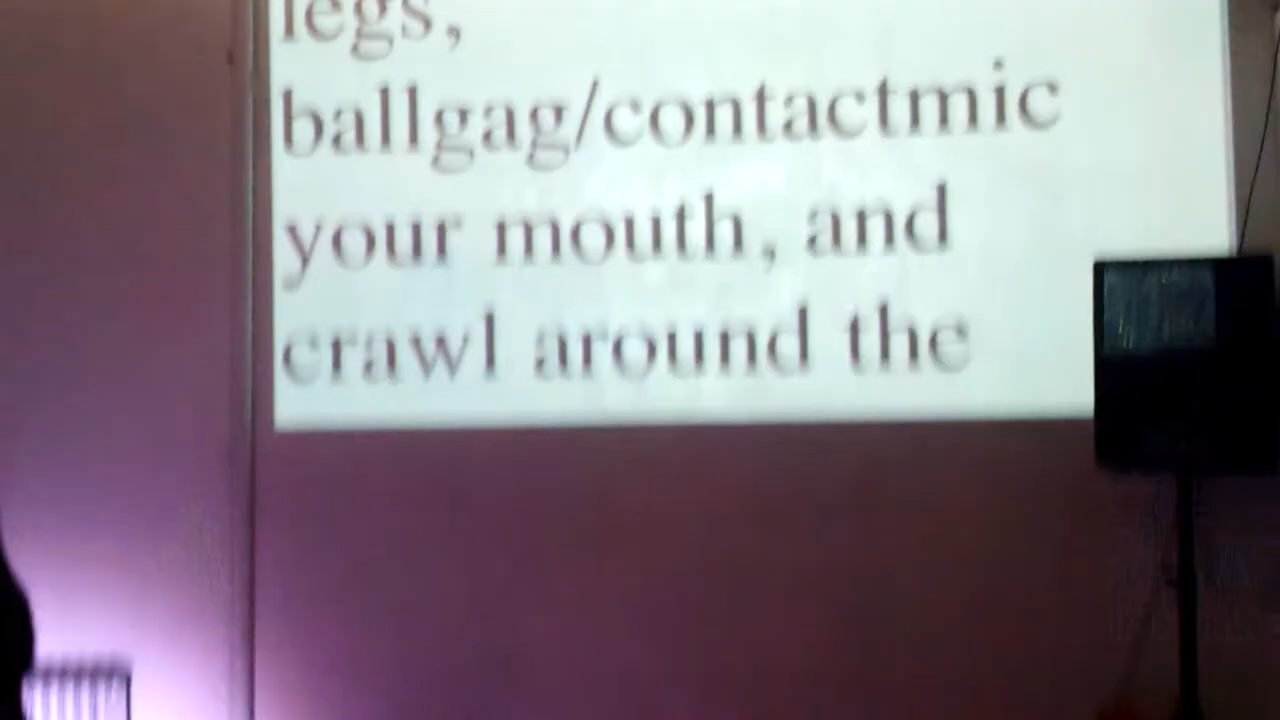 legs,
ballgag/contactmic
your mouth, and
crawl around the